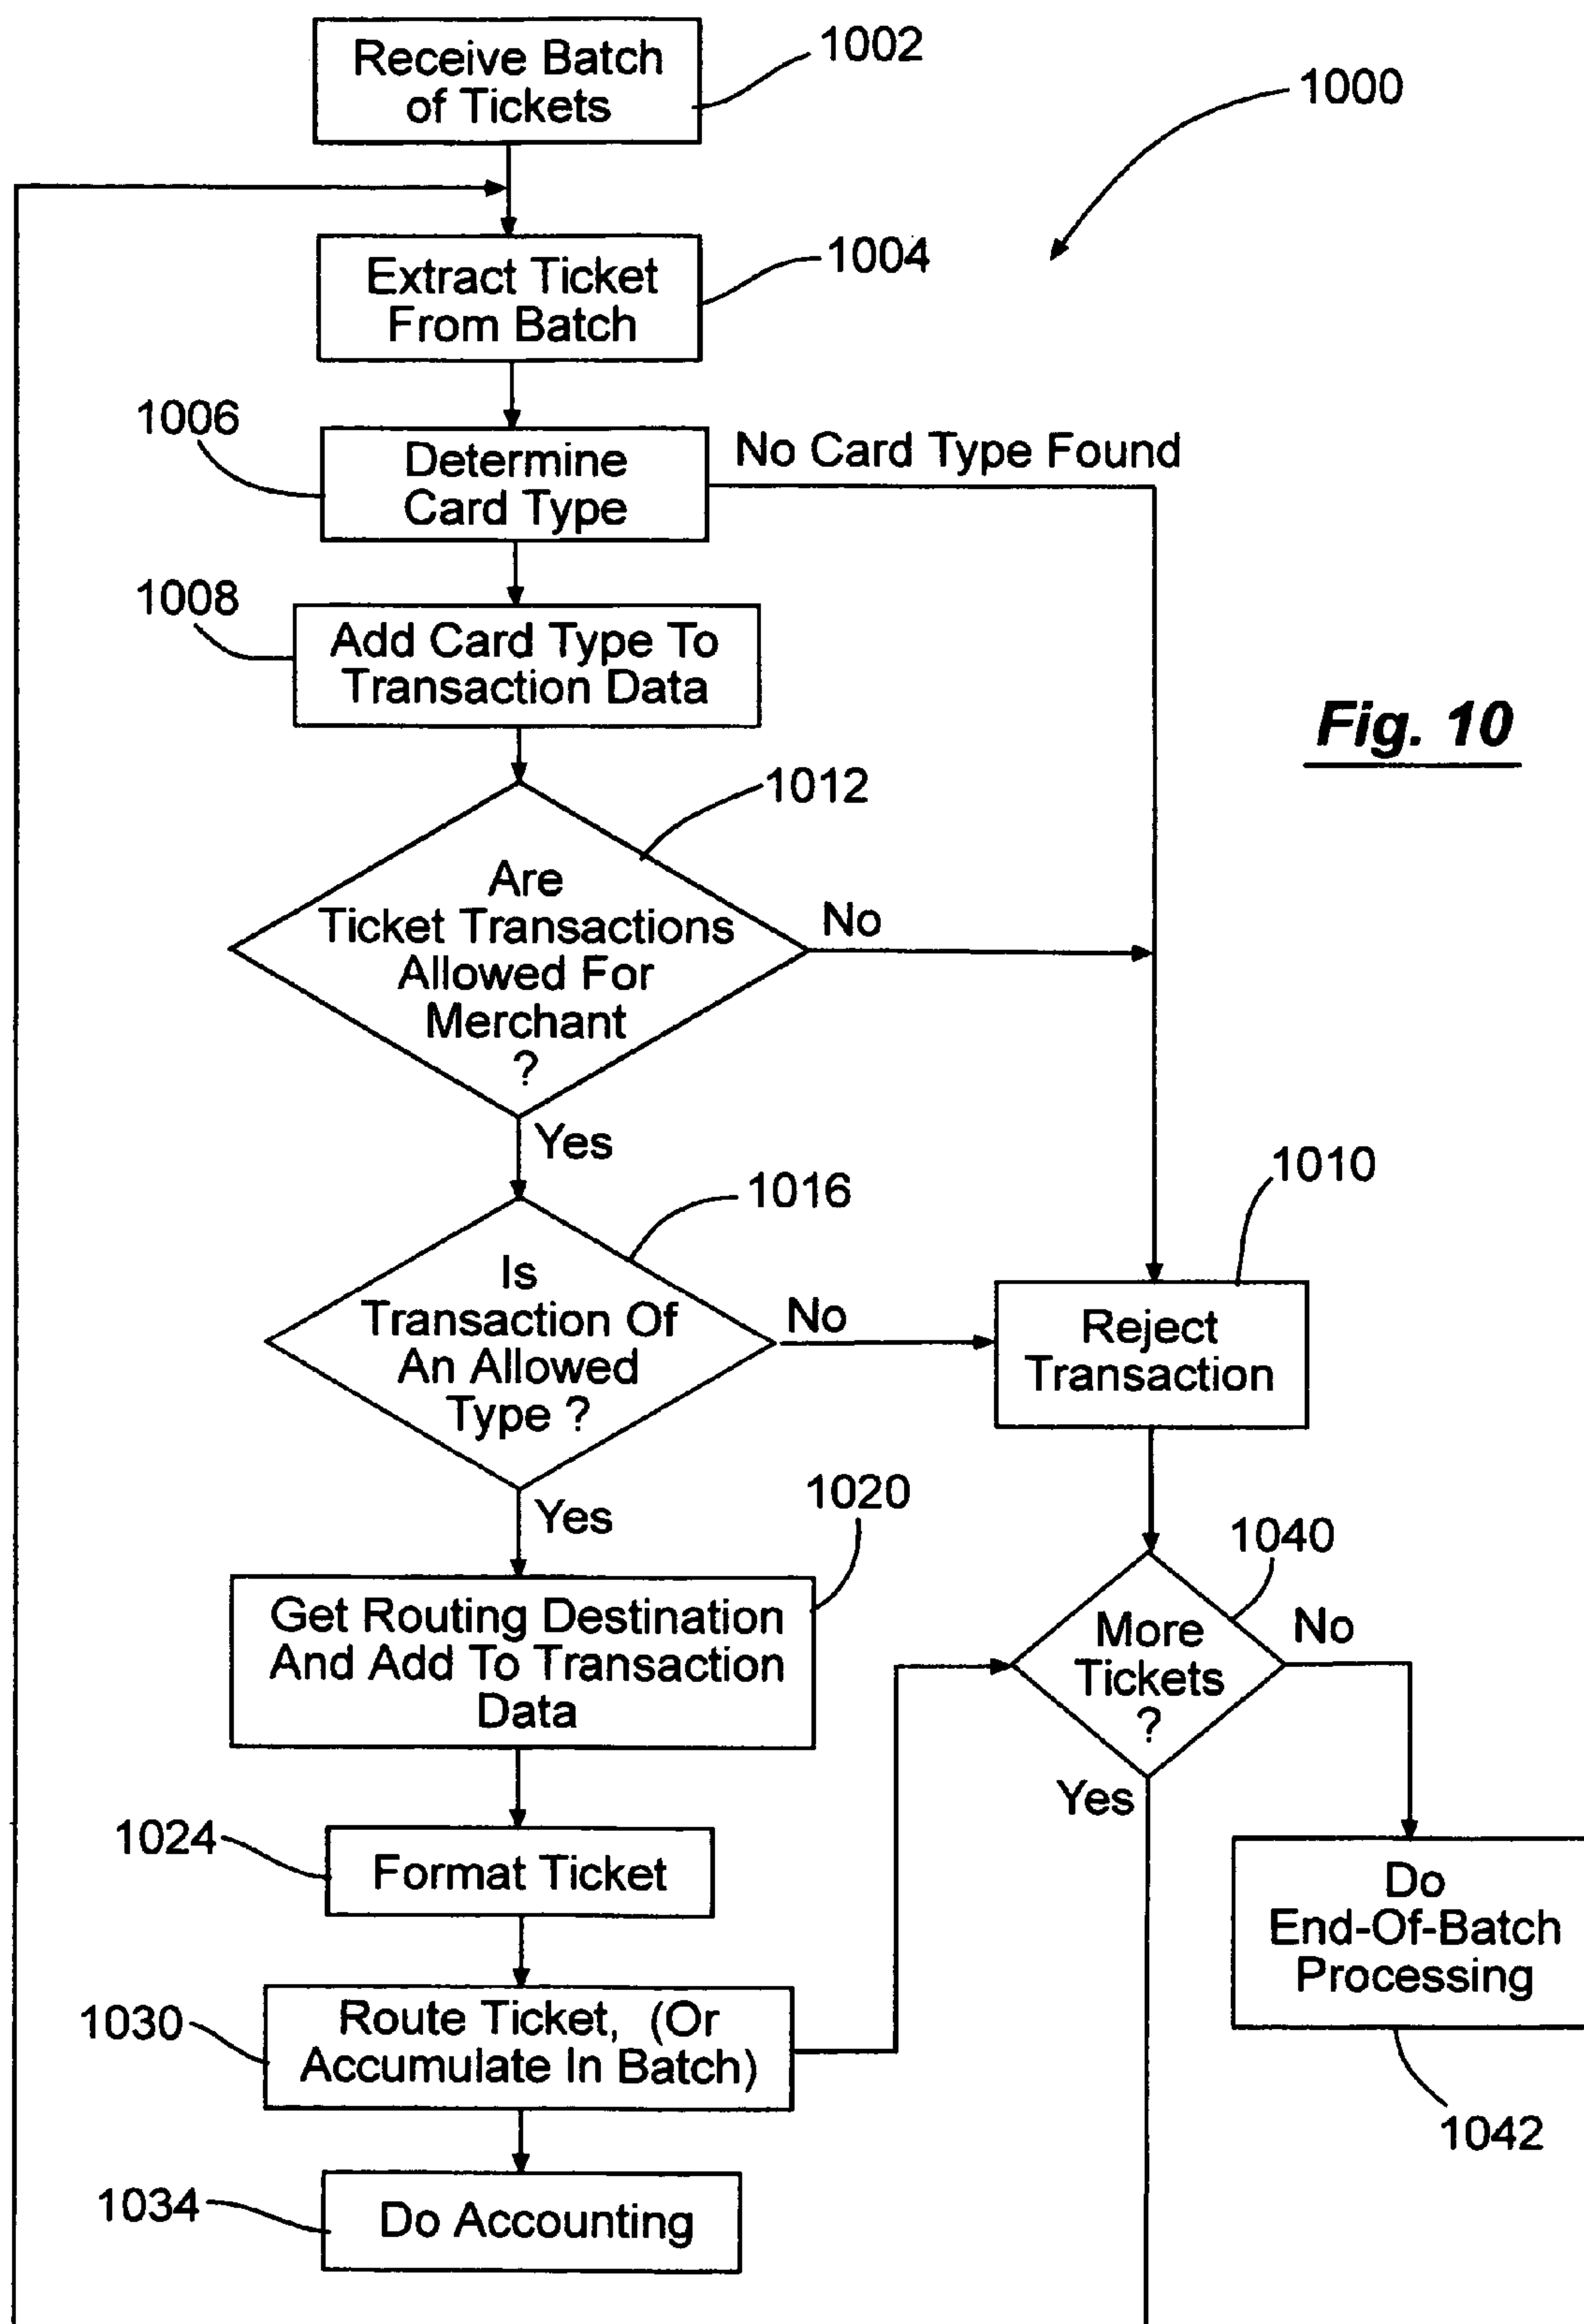 Receive Batch
of Tickets
1002
1000
Extract Ticket
From Batch
1004
1006
Determine
Card Type
No Card Type Found
1008
Add Card Type To
Transaction Data
Fig. 10
1012
Are
Ticket Transactions
Allowed For
Merchant
?
No
Yes
1010
1016
Is
Transaction Of
An Allowed
Type ?
No
Reject
Transaction
Yes
1020
1040
Get Routing Destination
And Add To Transaction
Data
More
Tickets
?
No
Yes
1024
Format Ticket
Do
End-Of-Batch
Processing
1030
Route Ticket, (Or
Accumulate In Batch)
1042
1034
Do Accounting